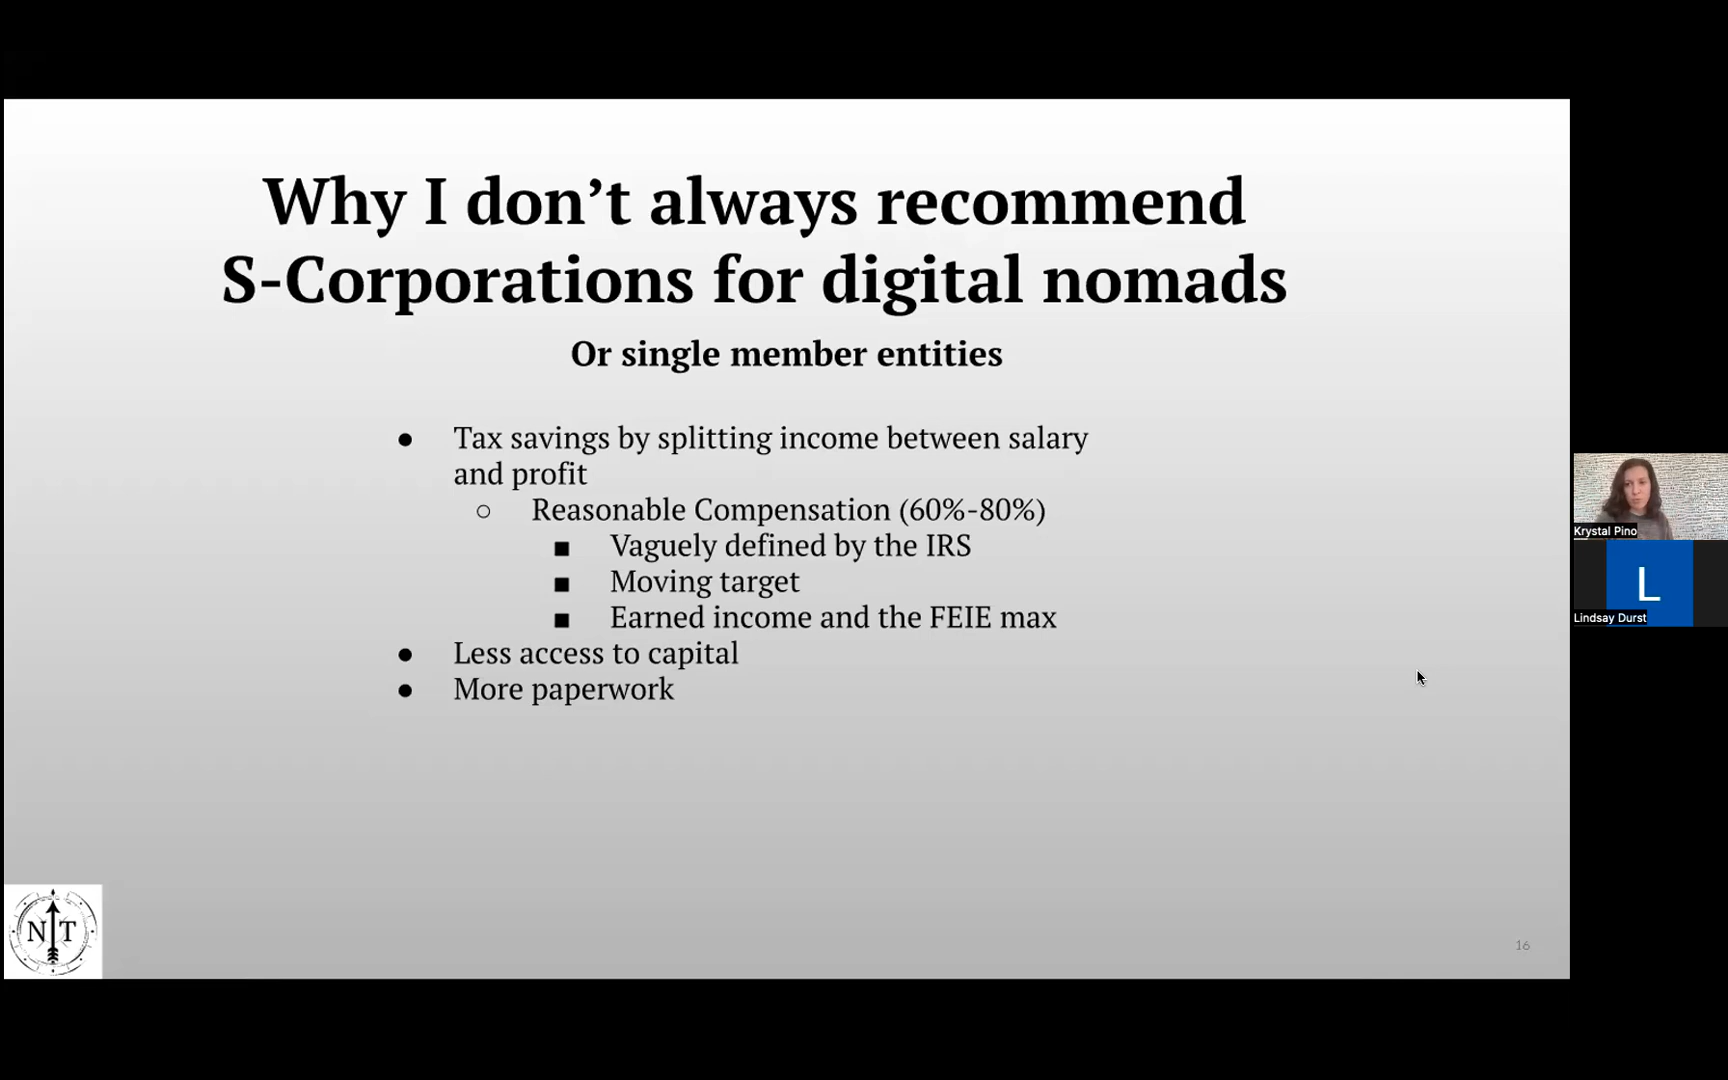 Why I don’t always recommend
S-Corporations for digital nomads
Or single member entities
● Tax savings by splitting income between salary
and profit
○ Reasonable Compensation (60%-80%)
■ Vaguely defined by the IRS
■ Moving target
■ Earned income and the FEIE max
● Less access to capital
● More paperwork
Krystal Pino
L
Lindsay Durst
N T
16